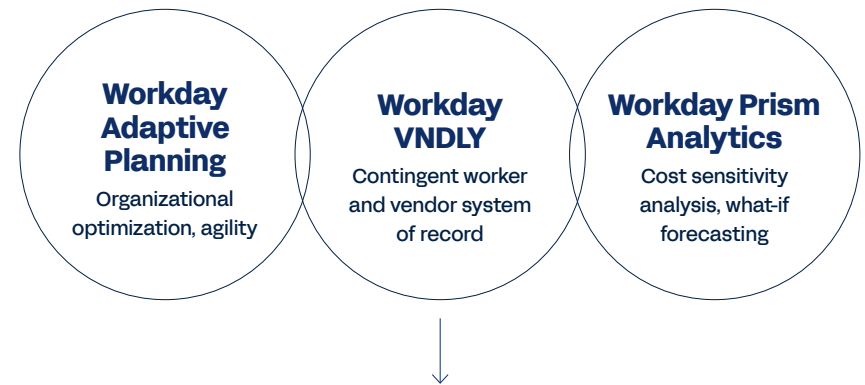 Workday
Adaptive
Planning
Organizational
optimization, agility
Workday
VNDLY
Contingent worker
and vendor system
of record
Workday Prism
Analytics
Cost sensitivity
analysis, what-if
forecasting